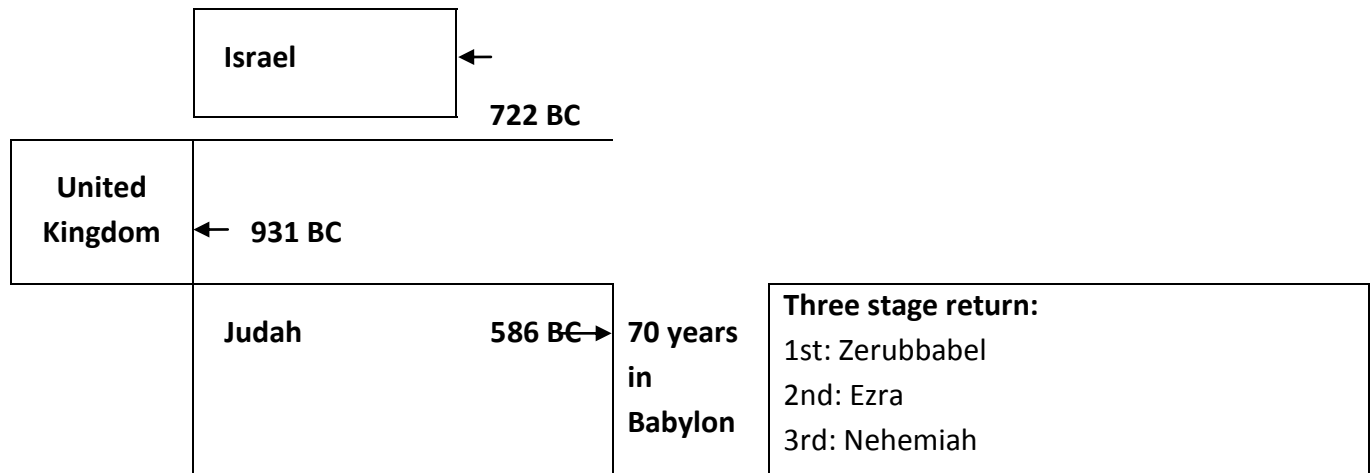 Israel
722 BC
United
Kingdom
931 BC
Judah
586 BC
70 years
in
Babylon
Three stage return:
1st: Zerubbabel
2nd: Ezra
3rd: Nehemiah